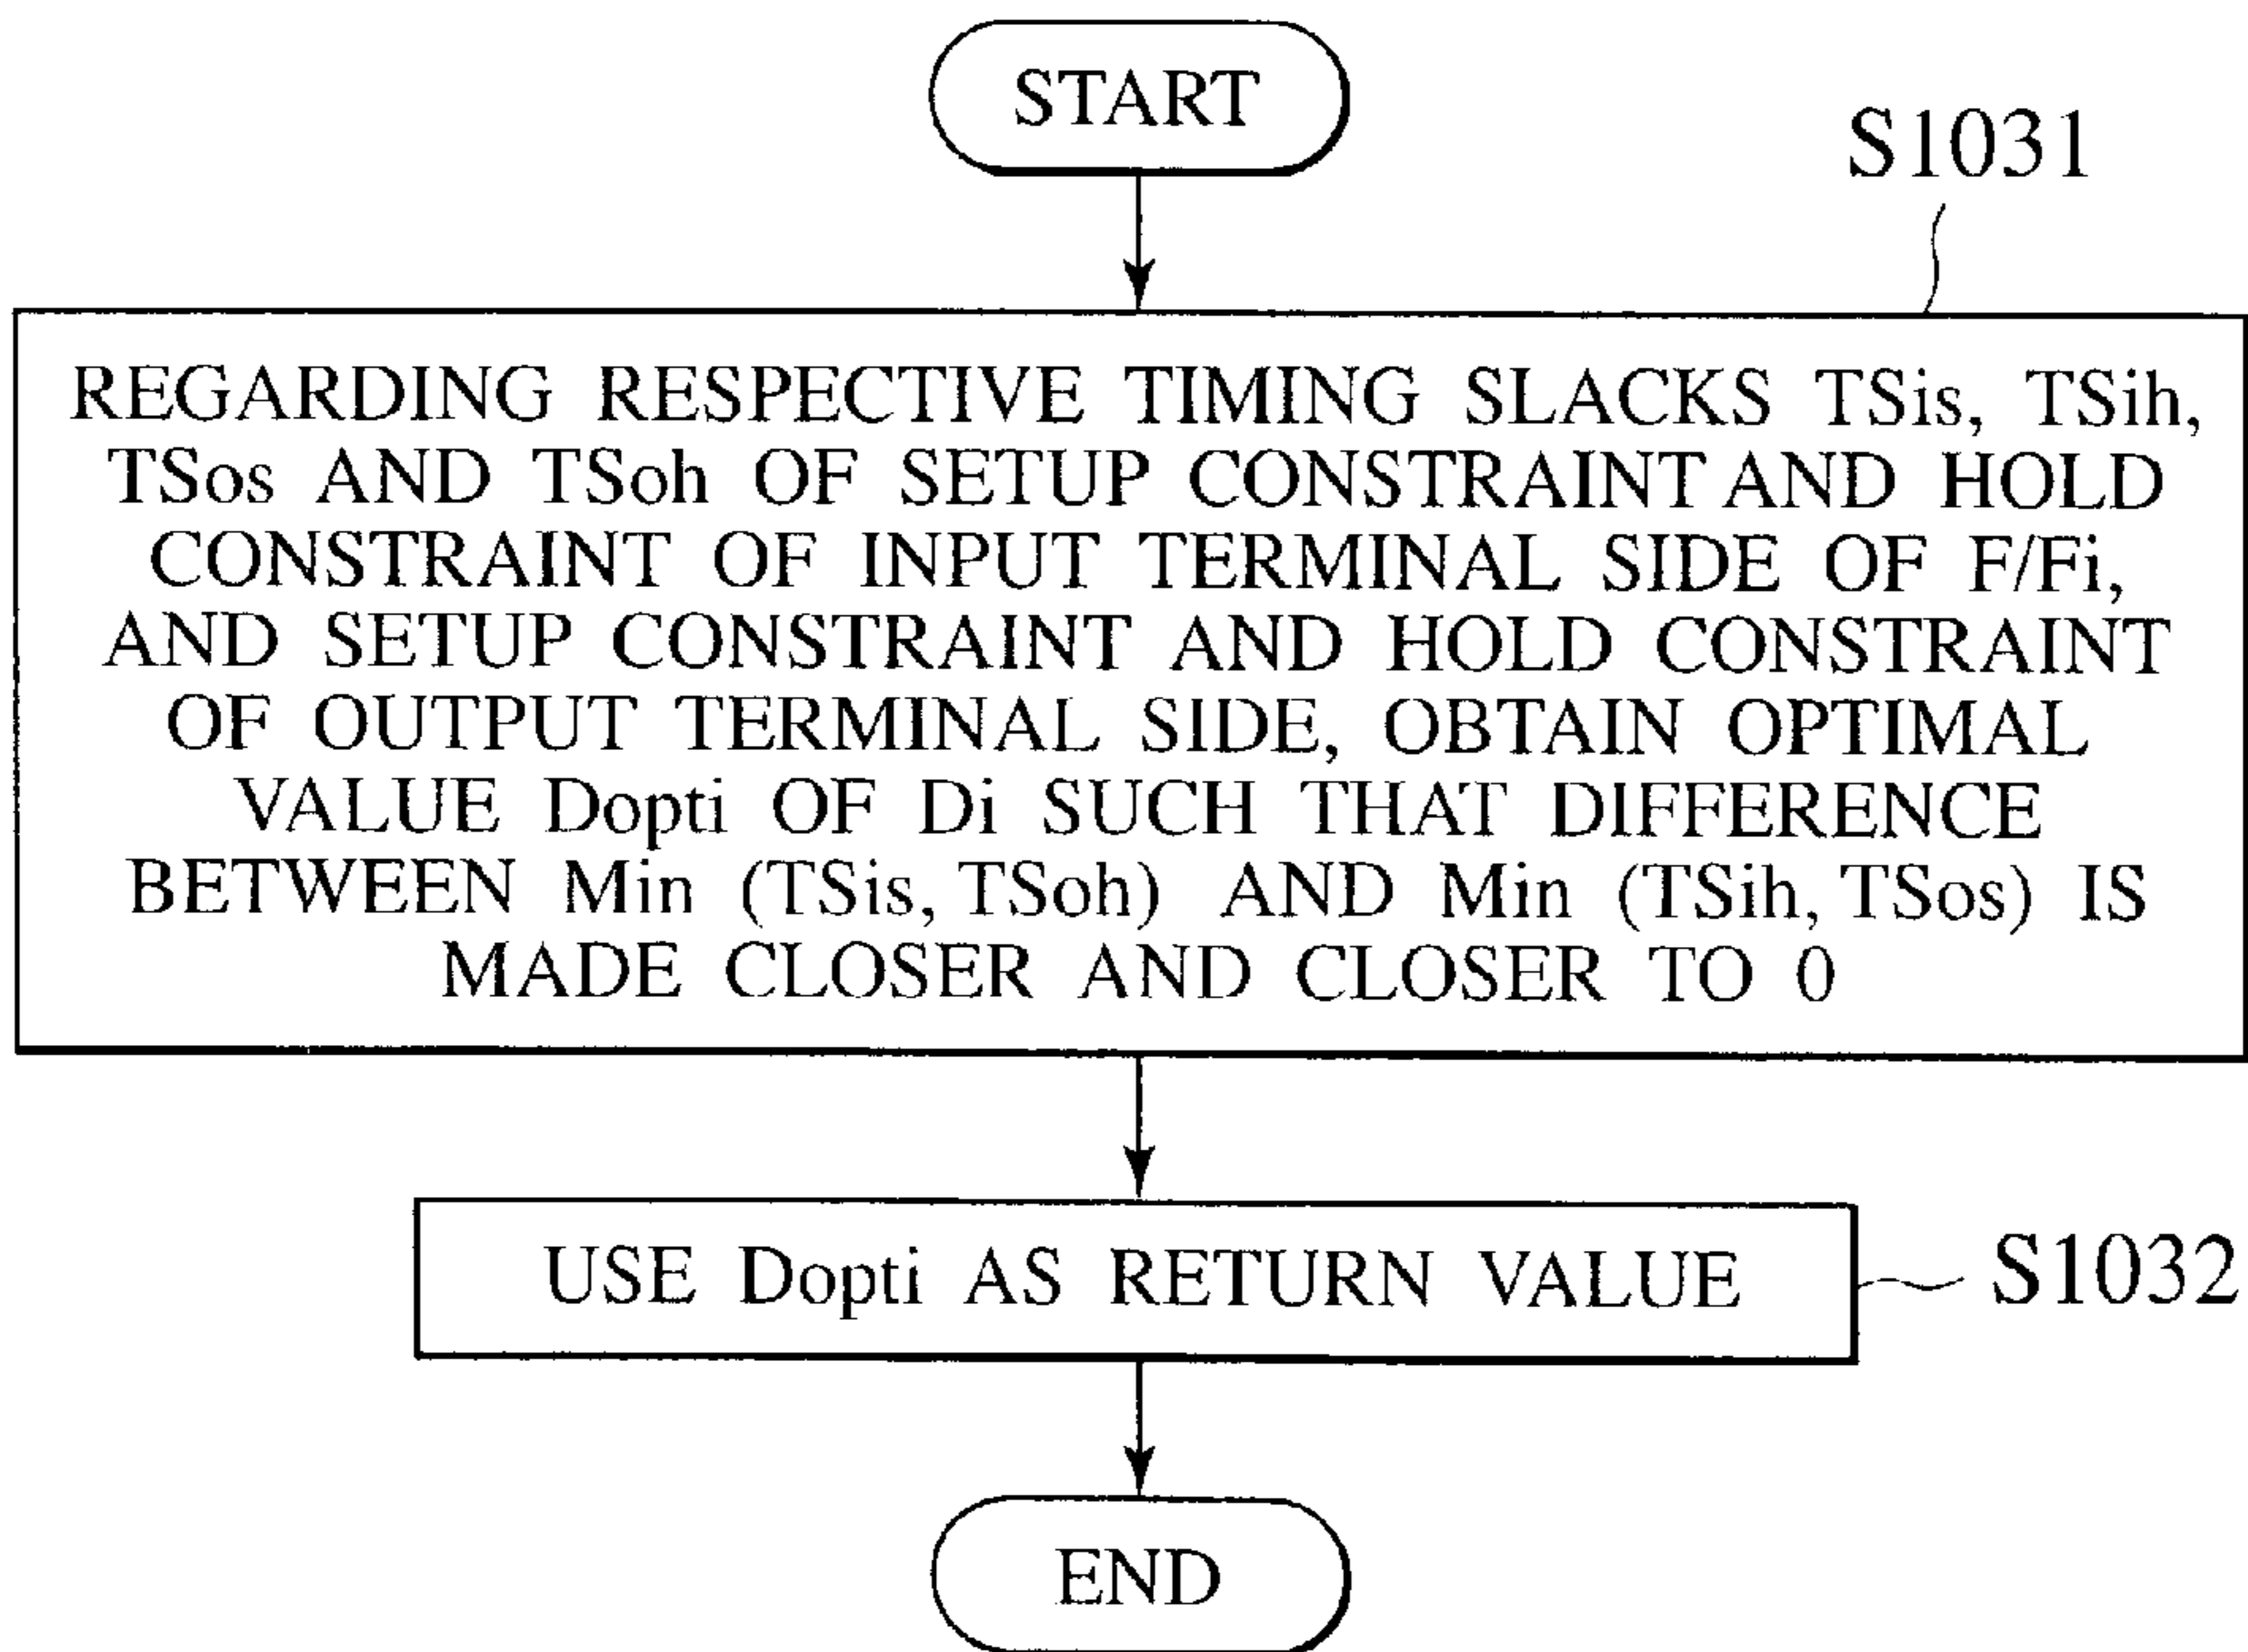 START
S1031
REGARDING RESPECTIVE TIMING SLACKS TSis, TSih,
TSos AND TSoh OF SETUP CONSTRAINT AND HOLD
CONSTRAINT OF INPUT TERMINAL SIDE OF F/Fi,
AND SETUP CONSTRAINT AND HOLD CONSTRAINT
OF OUTPUT TERMINAL SIDE, OBTAIN OPTIMAL
VALUE Dopti OF Di SUCH THAT DIFFERENCE
BETWEEN Min (TSis, TSoh) AND Min (TSih, TSos) IS
MADE CLOSER AND CLOSER TO 0
USE Dopti AS RETURN VALUE
S1032
END